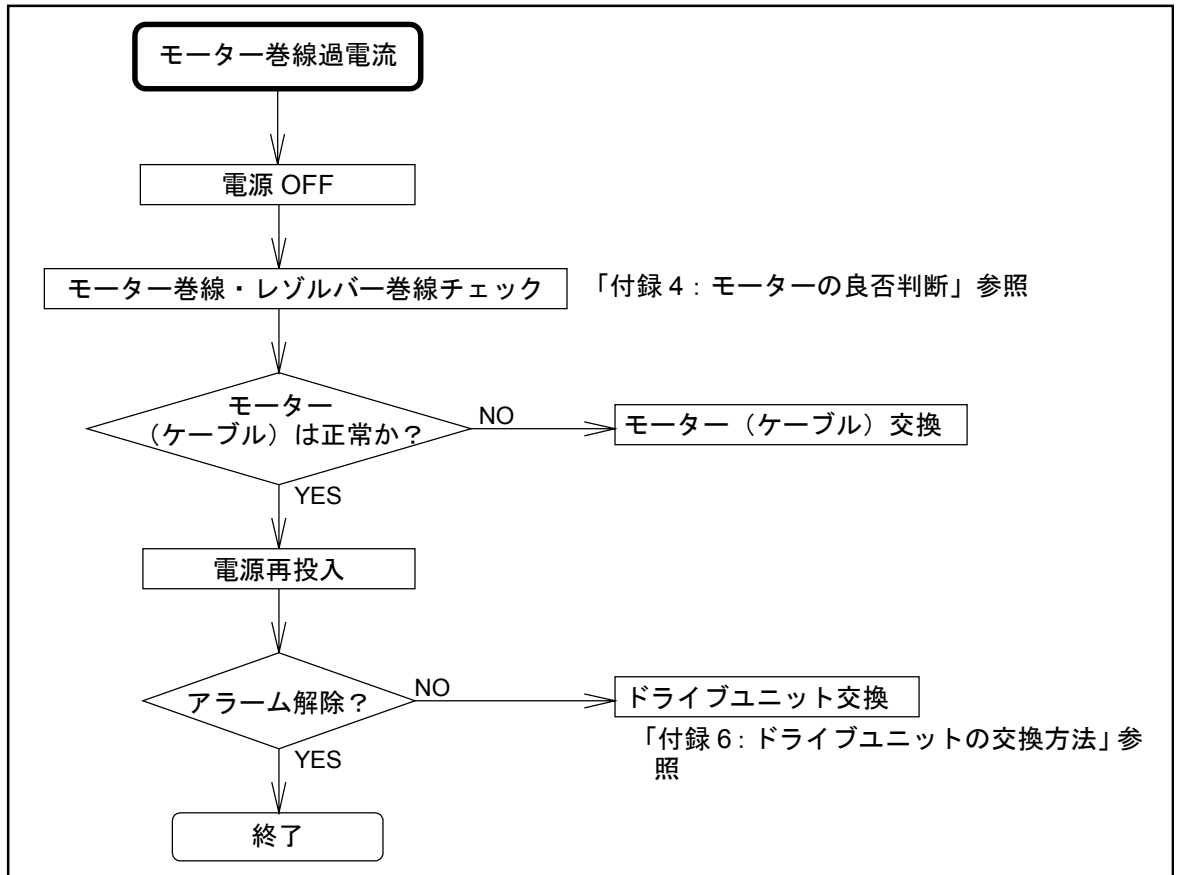 モーター巻線過電流
電源 OFF
モーター巻線・レゾルバー巻線チェック
「付録 4：モーターの良否判断」参照
モーター
（ケーブル）は正常か？
NO
モーター（ケーブル）交換
YES
電源再投入
アラーム解除？
NO
ドライブユニット交換
「付録 6：ドライブユニットの交換方法」参
照
YES
終了